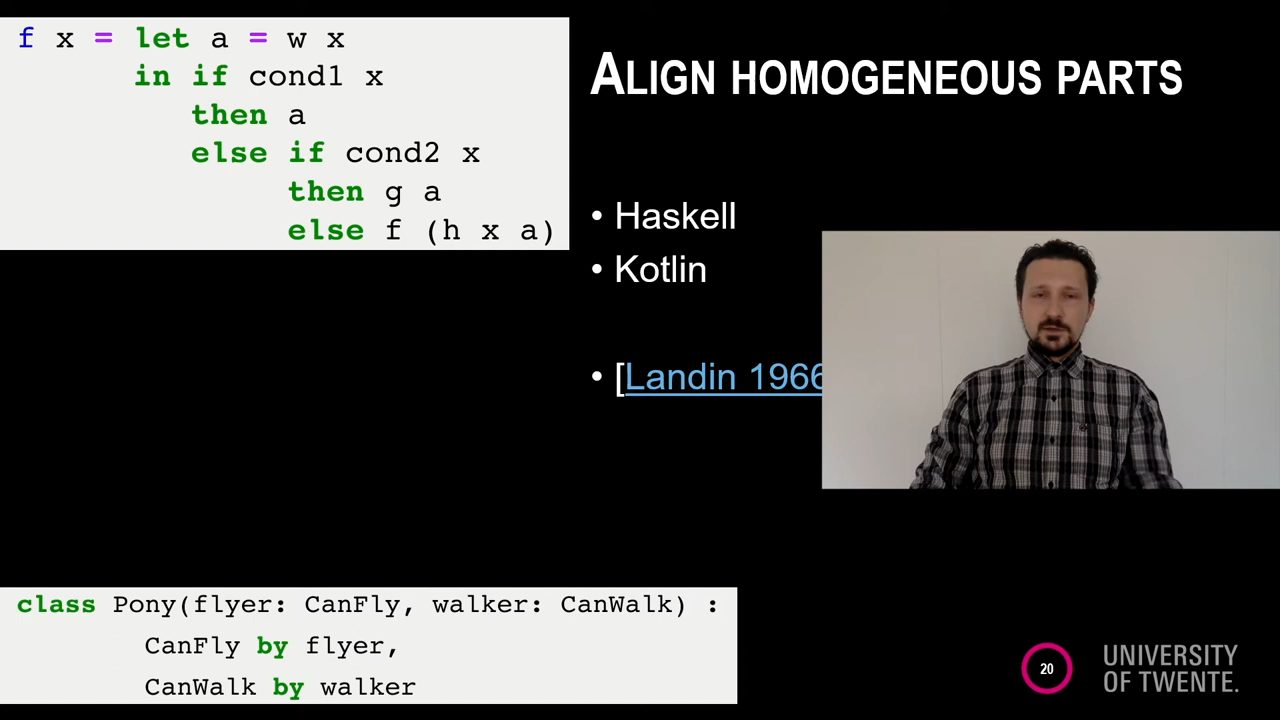 f x = let a = w x
in if cond1 x
then a
else if cond2 x
then g a
else f (h x a)
ALIGN HOMOGENEOUS PARTS
• Haskell
• Kotlin
• [Landin 1966
class Pony(flyer: CanFly, walker: CanWalk) :
CanFly by flyer,
CanWalk by walker
20
UNIVERSITY
OF TWENTE.